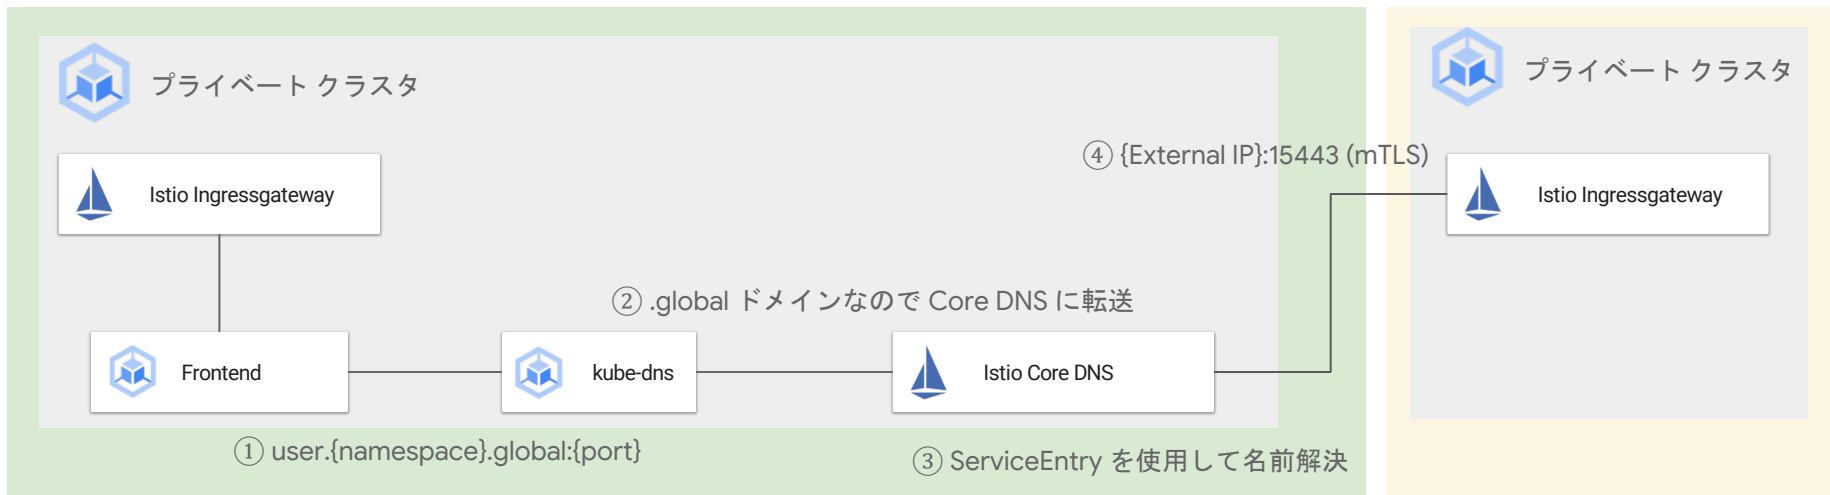 プライベート クラスタ
プライベート クラスタ
④ {External IP}:15443 (mTLS)
Istio Ingressgateway
Istio Ingressgateway
② .global ドメインなので Core DNS に転送
Frontend
kube-dns
Istio Core DNS
① user.{namespace}.global:{port}
③ ServiceEntry を使用して名前解決